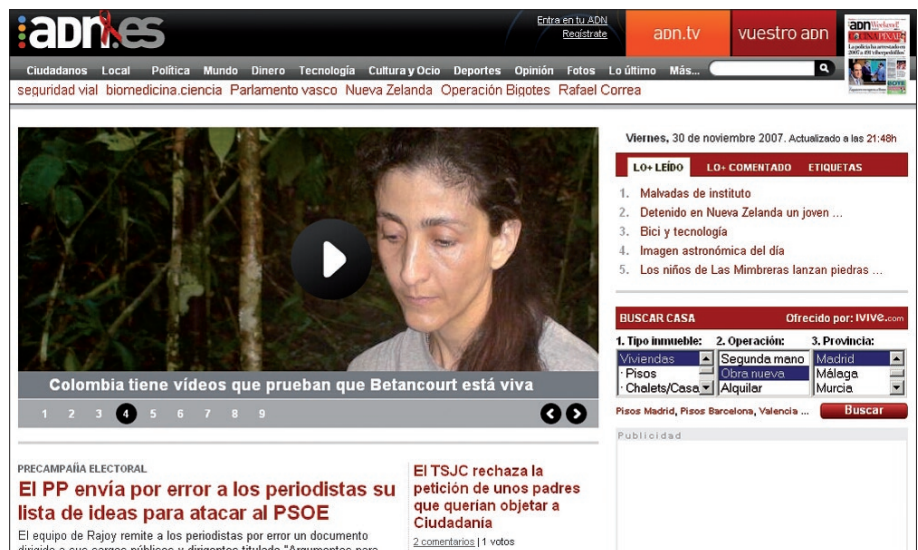 adn.es
Entra en tu ADN
Regístrate
adn.tv
vuestro adn
Ciudadanos Local Política Mundo Dinero Tecnología Cultura y Ocio Deportes Opinión Fotos Lo último Más...
seguridad vial biomedicina.ciencia Parlamento vasco Nueva Zelanda Operación Bigotes Rafael Correa
Viernes, 30 de noviembre 2007. Actualizado a las 21:48h
LO+ LEÍDO LO+ COMENTADO ETIQUETAS
1. Malvadas de instituto
2. Detenido en Nueva Zelanda un joven ...
3. Bici y tecnología
4. Imagen astronómica del día
5. Los niños de Las Mimbreras lanzan piedras ...
BUSCAR CASA Ofrecido por: IVIVE.com
1. Tipo inmueble: 2. Operación: 3. Provincia:
Viviendas Segunda mano Madrid
· Pisos Obra nueva Málaga
· Chalets/Casa Alquilar Murcia
Pisos Madrid, Pisos Barcelona, Valencia ... Buscar
Publicidad
Colombia tiene vídeos que prueban que Betancourt está viva
1 2 3 4 5 6 7 8 9
PRECAMPAÑA ELECTORAL
El PP envía por error a los periodistas su
lista de ideas para atacar al PSOE
El equipo de Rajoy remite a los periodistas por error un documento
dirigido a sus cargos públicos y dirigentes titulado "Argumentos para
El TSJC rechaza la
petición de unos padres
que querían objetar a
Ciudadanía
2 comentarios | 1 votos